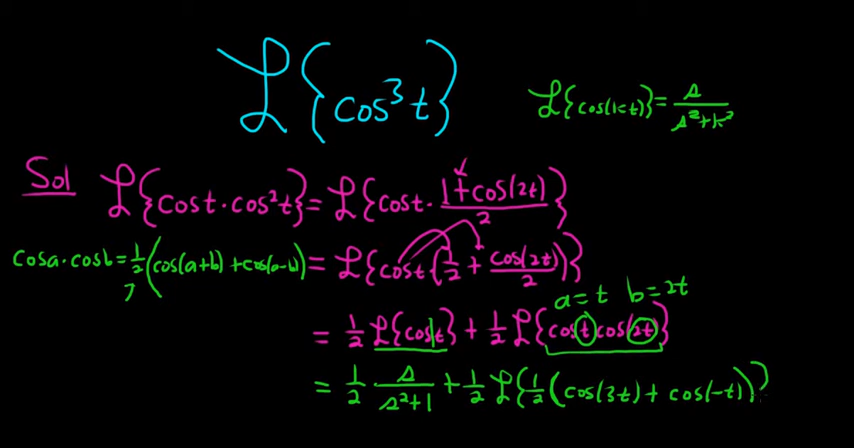 ℒ{cos³t}
ℒ{cos(kt)} = s/(s²+k²)
Sol ℒ{cost·cos²t} = ℒ{cost·(1+cos(2t))/2}
cosa·cosb = 1/2(cos(a+b)+cos(a-b)) = ℒ{cost(1/2 + cos(2t)/2)}
a=t b=2t
= 1/2 ℒ{cost} + 1/2 ℒ{cost cos(2t)}
= 1/2 s/(s²+1) + 1/2 ℒ{1/2(cos(3t) + cos(-t))}